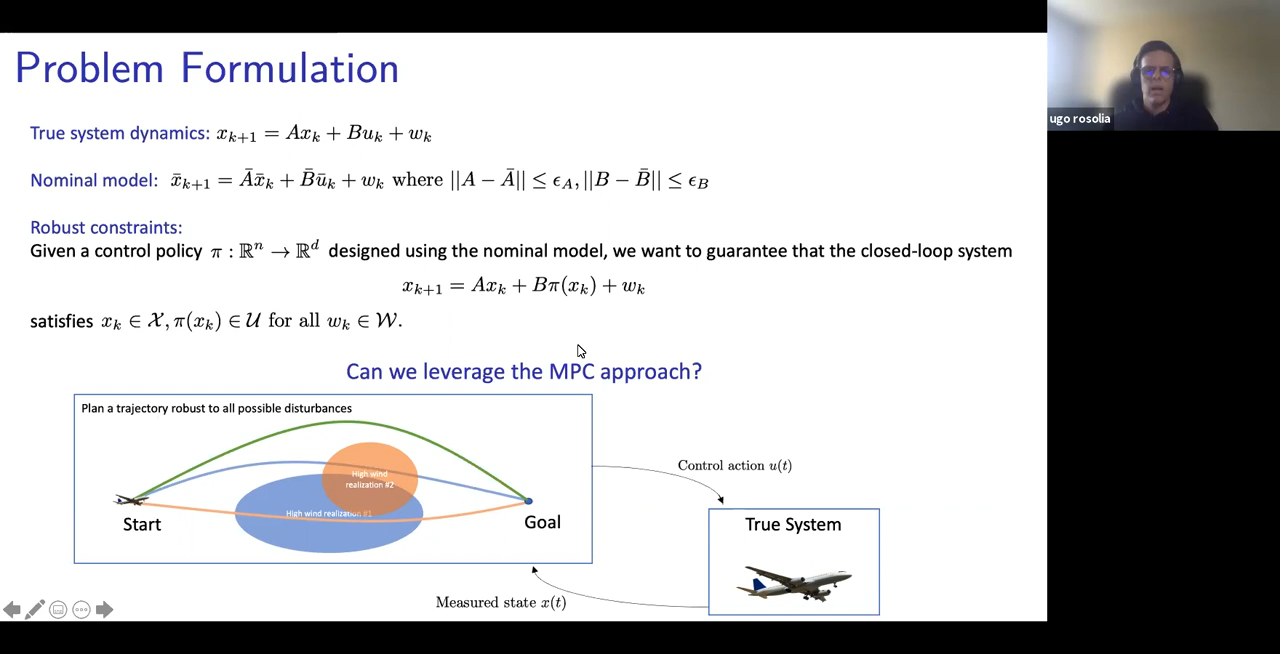 Problem Formulation
ugo rosolia
True system dynamics: x_{k+1} = Ax_k + Bu_k + w_k
Nominal model: x̄_{k+1} = Āx̄_k + B̄ū_k + w_k where ||A − Ā|| ≤ ϵ_A, ||B − B̄|| ≤ ϵ_B
Robust constraints:
Given a control policy π : ℝⁿ → ℝᵈ designed using the nominal model, we want to guarantee that the closed-loop system
x_{k+1} = Ax_k + Bπ(x_k) + w_k
satisfies x_k ∈ 𝒳, π(x_k) ∈ 𝒰 for all w_k ∈ 𝒲.
Can we leverage the MPC approach?
Plan a trajectory robust to all possible disturbances
High wind
realization #2
High wind realization #1
Start
Goal
Control action u(t)
True System
Measured state x(t)